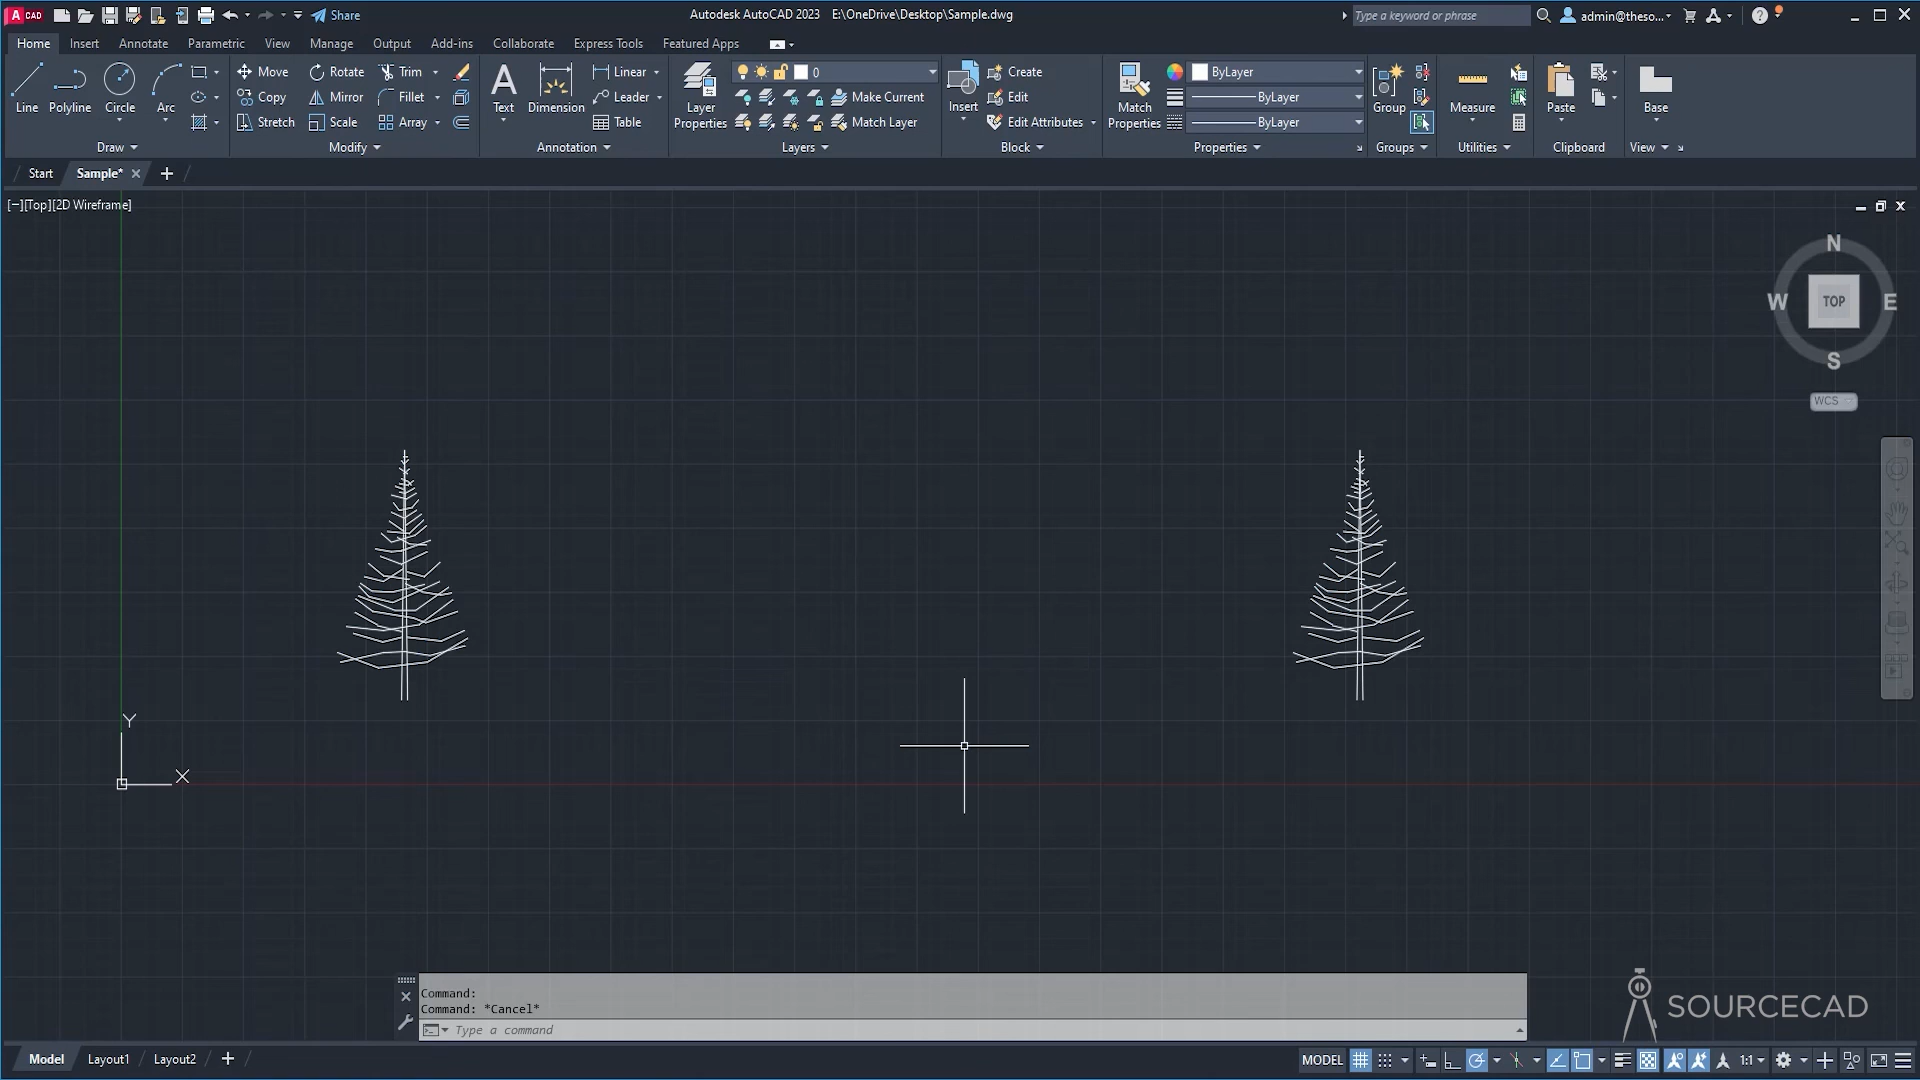 CAD
Share
Autodesk AutoCAD 2023 E:\OneDrive\Desktop\Sample.dwg
Type a keyword or phrase
admin@theso...
Home Insert Annotate Parametric View Manage Output Add-ins Collaborate Express Tools Featured Apps
Line Polyline Circle Arc
Draw
Move Rotate Trim
Copy Mirror Fillet
Stretch Scale Array
Modify
Text Dimension
Linear
Leader
Table
Annotation
Layer Properties
0
Make Current
Match Layer
Layers
Insert
Create
Edit
Edit Attributes
Block
Match Properties
ByLayer
ByLayer
ByLayer
Properties
Group
Groups
Measure
Utilities
Paste
Clipboard
Base
View
Start Sample*
[−][Top][2D Wireframe]
N
W TOP E
S
WCS
Y
X
Command:
Command: *Cancel*
Type a command
SOURCECAD
Model Layout1 Layout2
MODEL 1:1